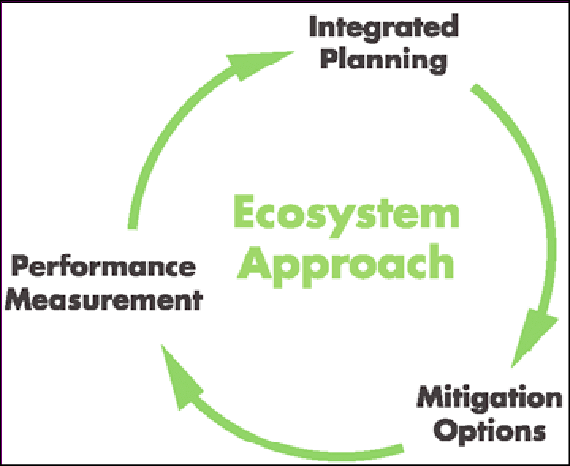 Integrated
Planning
Ecosystem
Approach
Performance
Measurement
Mitigation
Options